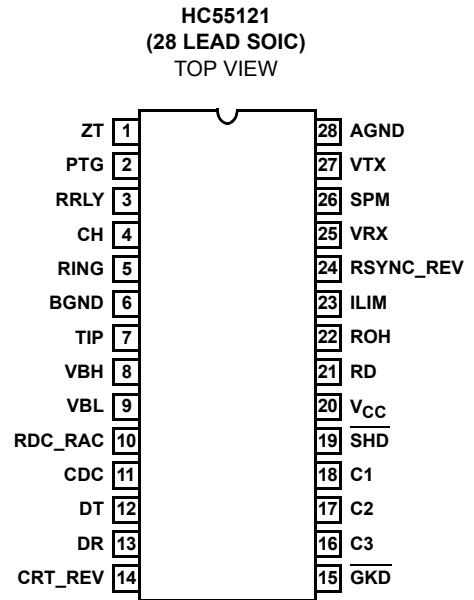 HC55121
(28 LEAD SOIC)
TOP VIEW
ZT 1 28 AGND
PTG 2 27 VTX
RRLY 3 26 SPM
CH 4 25 VRX
RING 5 24 RSYNC_REV
BGND 6 23 ILIM
TIP 7 22 ROH
VBH 8 21 RD
VBL 9 20 VCC
RDC_RAC 10 19 SHD
CDC 11 18 C1
DT 12 17 C2
DR 13 16 C3
CRT_REV 14 15 GKD